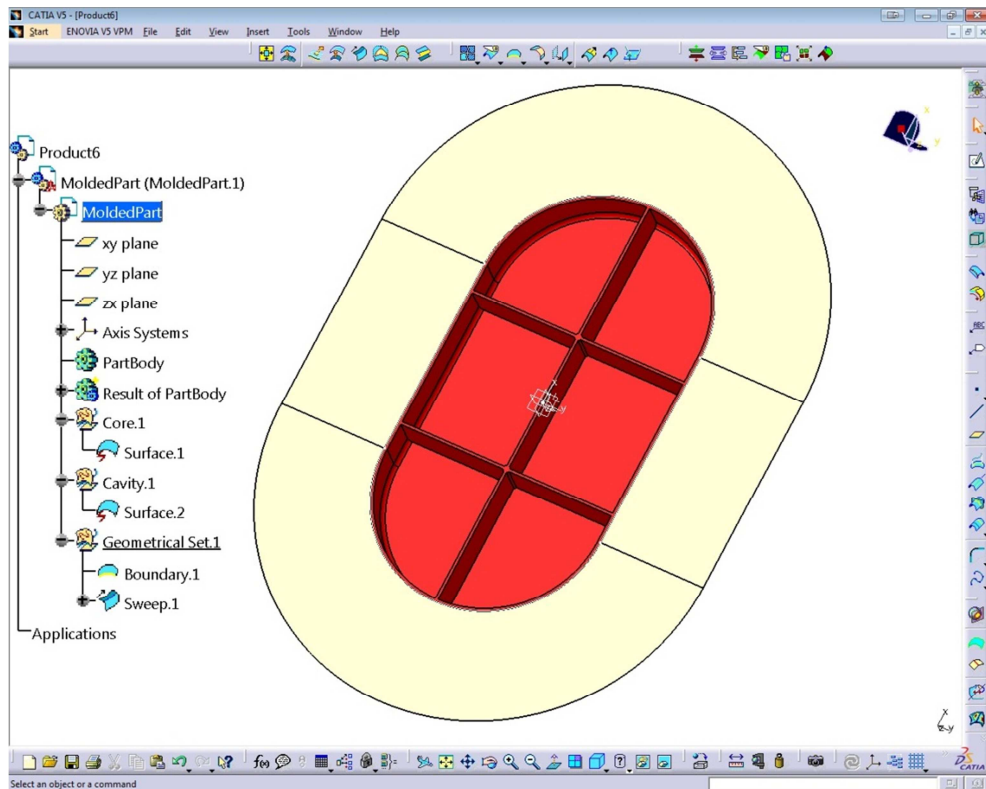 CATIA V5 - [Product6]
Start ENOVIA V5 VPM File Edit View Insert Tools Window Help
Product6
MoldedPart (MoldedPart.1)
MoldedPart
xy plane
yz plane
zx plane
Axis Systems
PartBody
Result of PartBody
Core.1
Surface.1
Cavity.1
Surface.2
Geometrical Set.1
Boundary.1
Sweep.1
Applications
x
y
x
y
x
z y
ABC
f(x)
CATIA
Select an object or a command